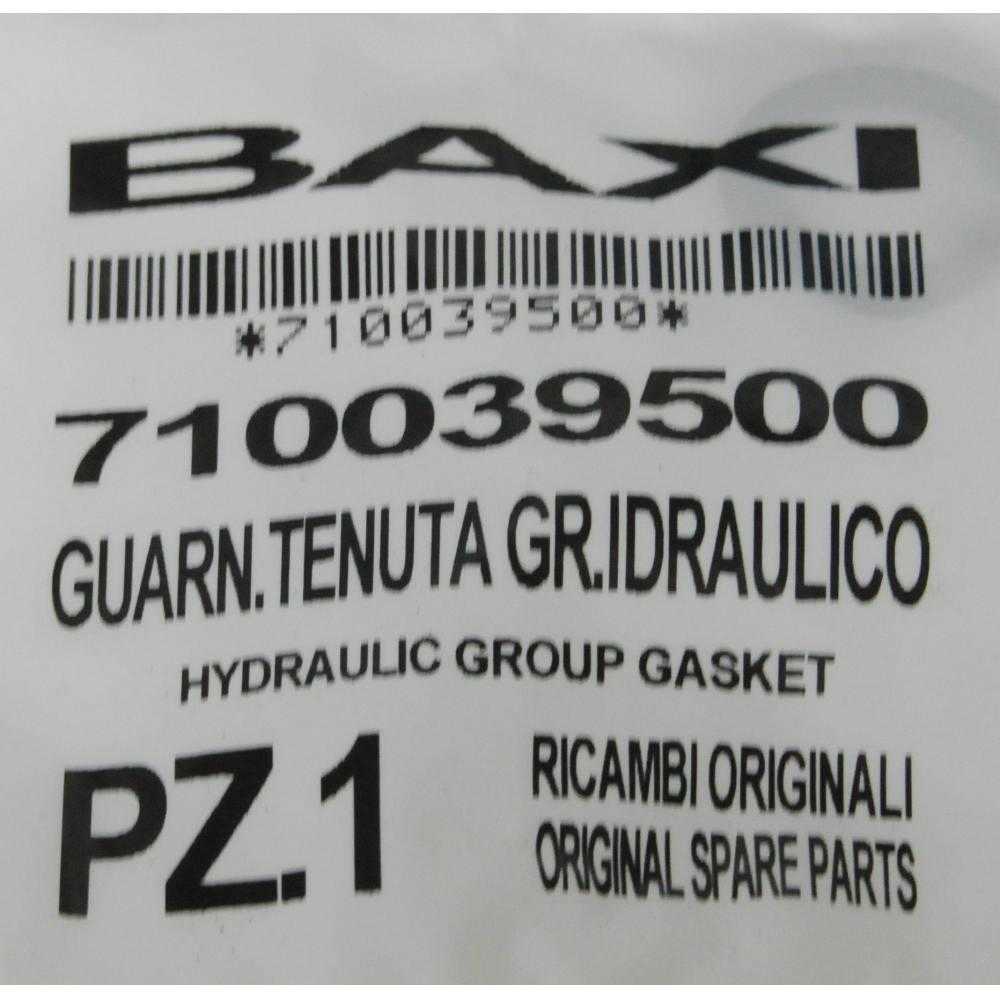 BAXI
*710039500*
710039500
GUARN.TENUTA GR.IDRAULICO
HYDRAULIC GROUP GASKET
PZ.1
RICAMBI ORIGINALI
ORIGINAL SPARE PARTS